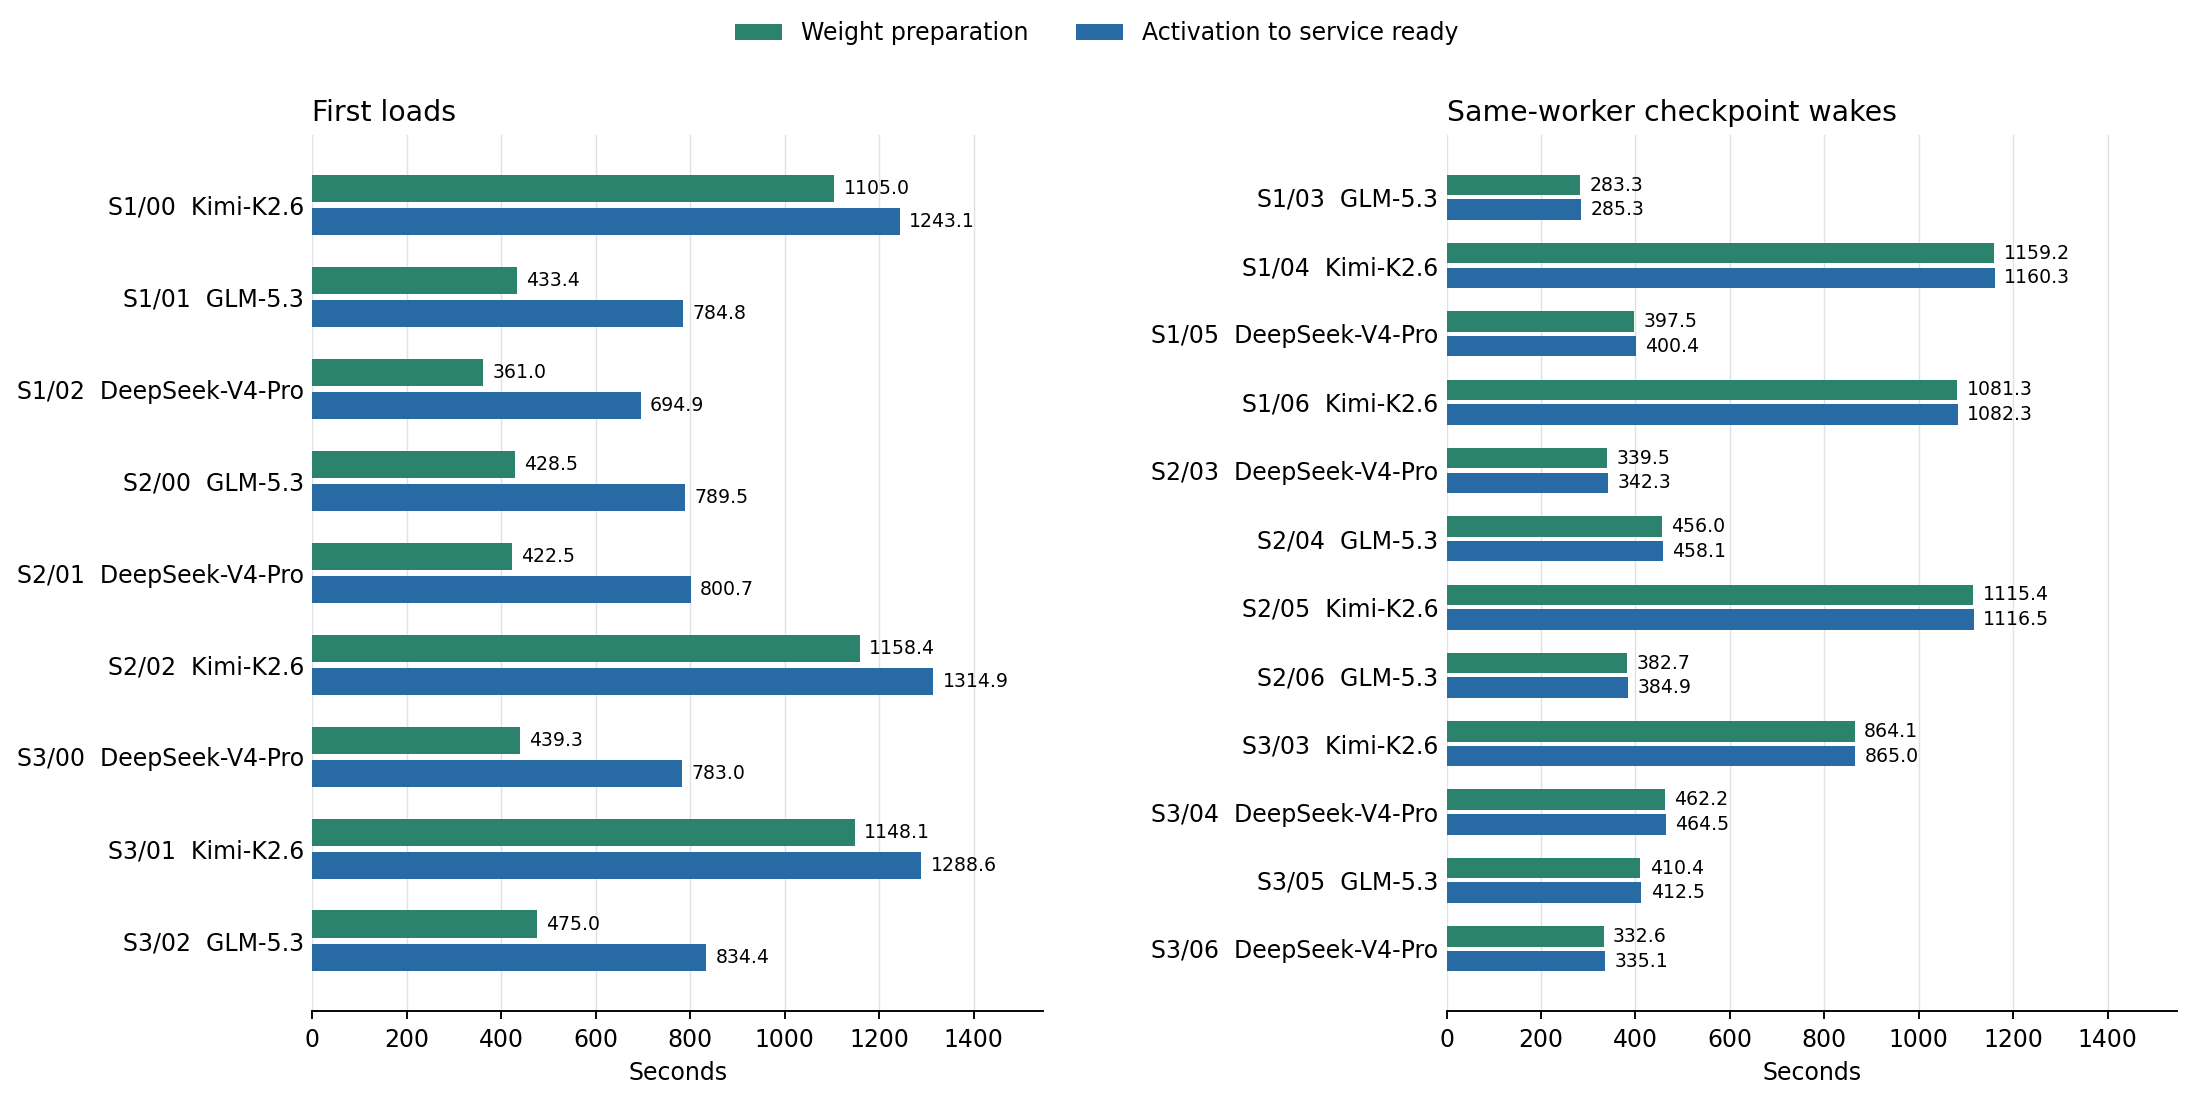 Weight preparation
Activation to service ready
First loads
S1/00 Kimi-K2.6
1105.0
1243.1
S1/01 GLM-5.3
433.4
784.8
S1/02 DeepSeek-V4-Pro
361.0
694.9
S2/00 GLM-5.3
428.5
789.5
S2/01 DeepSeek-V4-Pro
422.5
800.7
S2/02 Kimi-K2.6
1158.4
1314.9
S3/00 DeepSeek-V4-Pro
439.3
783.0
S3/01 Kimi-K2.6
1148.1
1288.6
S3/02 GLM-5.3
475.0
834.4
0 200 400 600 800 1000 1200 1400
Seconds
Same-worker checkpoint wakes
S1/03 GLM-5.3
283.3
285.3
S1/04 Kimi-K2.6
1159.2
1160.3
S1/05 DeepSeek-V4-Pro
397.5
400.4
S1/06 Kimi-K2.6
1081.3
1082.3
S2/03 DeepSeek-V4-Pro
339.5
342.3
S2/04 GLM-5.3
456.0
458.1
S2/05 Kimi-K2.6
1115.4
1116.5
S2/06 GLM-5.3
382.7
384.9
S3/03 Kimi-K2.6
864.1
865.0
S3/04 DeepSeek-V4-Pro
462.2
464.5
S3/05 GLM-5.3
410.4
412.5
S3/06 DeepSeek-V4-Pro
332.6
335.1
0 200 400 600 800 1000 1200 1400
Seconds